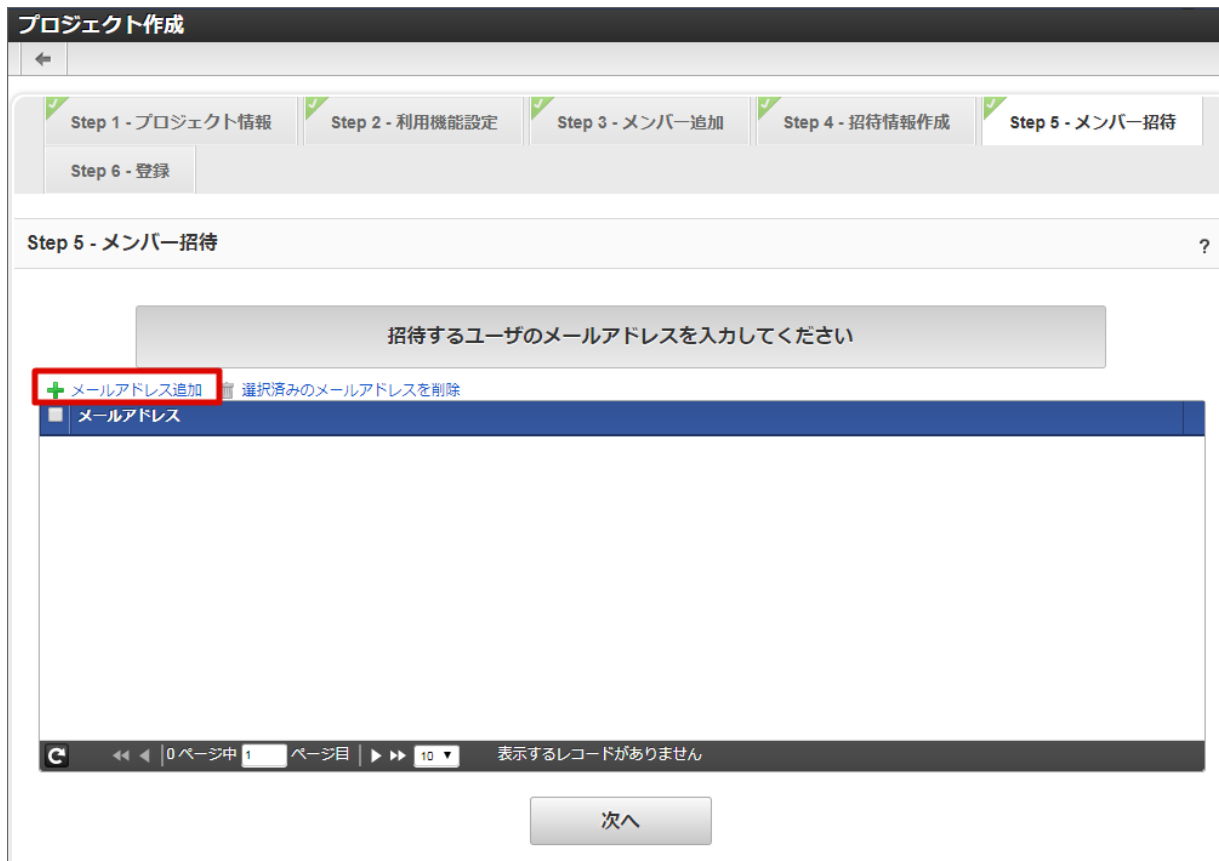 プロジェクト作成
Step 1 - プロジェクト情報 Step 2 - 利用機能設定 Step 3 - メンバー追加 Step 4 - 招待情報作成 Step 5 - メンバー招待
Step 6 - 登録
Step 5 - メンバー招待 ?
招待するユーザのメールアドレスを入力してください
メールアドレス追加 選択済みのメールアドレスを削除
メールアドレス
0 ページ中 1 ページ目 10 表示するレコードがありません
次へ